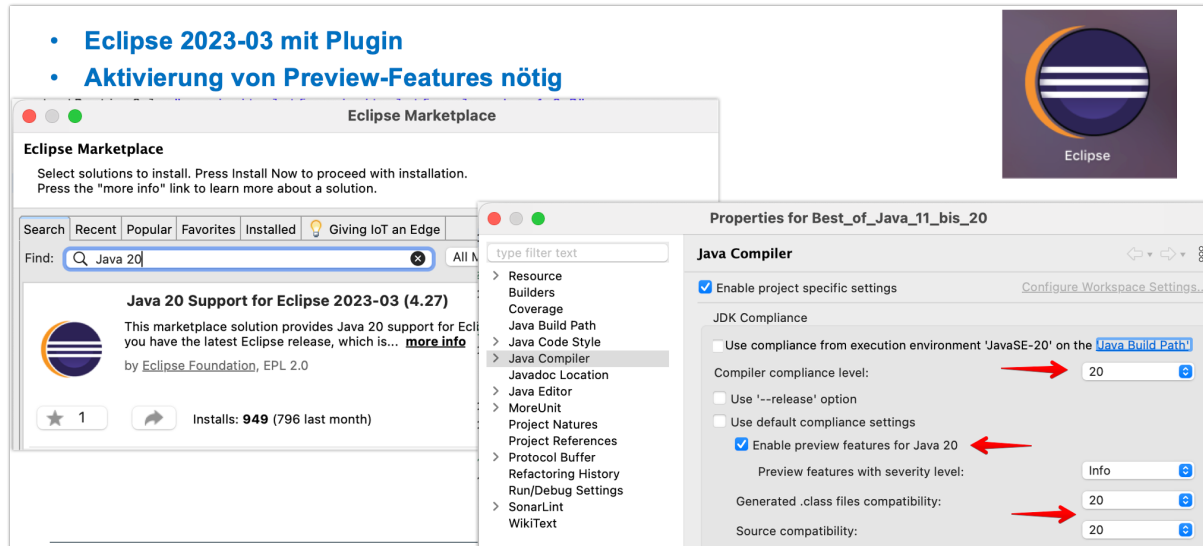 • Eclipse 2023-03 mit Plugin
• Aktivierung von Preview-Features nötig
Eclipse
Eclipse Marketplace
Eclipse Marketplace
Select solutions to install. Press Install Now to proceed with installation.
Press the "more info" link to learn more about a solution.
Search Recent Popular Favorites Installed Giving IoT an Edge
Find: Java 20 All M
Java 20 Support for Eclipse 2023-03 (4.27)
This marketplace solution provides Java 20 support for Ecli
you have the latest Eclipse release, which is... more info
by Eclipse Foundation, EPL 2.0
1 Installs: 949 (796 last month)
Properties for Best_of_Java_11_bis_20
type filter text
Resource
Builders
Coverage
Java Build Path
Java Code Style
Java Compiler
Javadoc Location
Java Editor
MoreUnit
Project Natures
Project References
Protocol Buffer
Refactoring History
Run/Debug Settings
SonarLint
WikiText
Java Compiler
Enable project specific settings Configure Workspace Settings..
JDK Compliance
Use compliance from execution environment 'JavaSE-20' on the 'Java Build Path'
Compiler compliance level: 20
Use '--release' option
Use default compliance settings
Enable preview features for Java 20
Preview features with severity level: Info
Generated .class files compatibility: 20
Source compatibility: 20